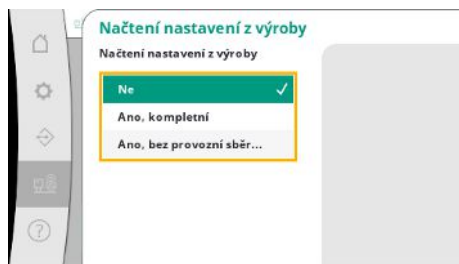 Načtení nastavení z výroby
Načtení nastavení z výroby
Ne
Ano, kompletní
Ano, bez provozní sběr...
?